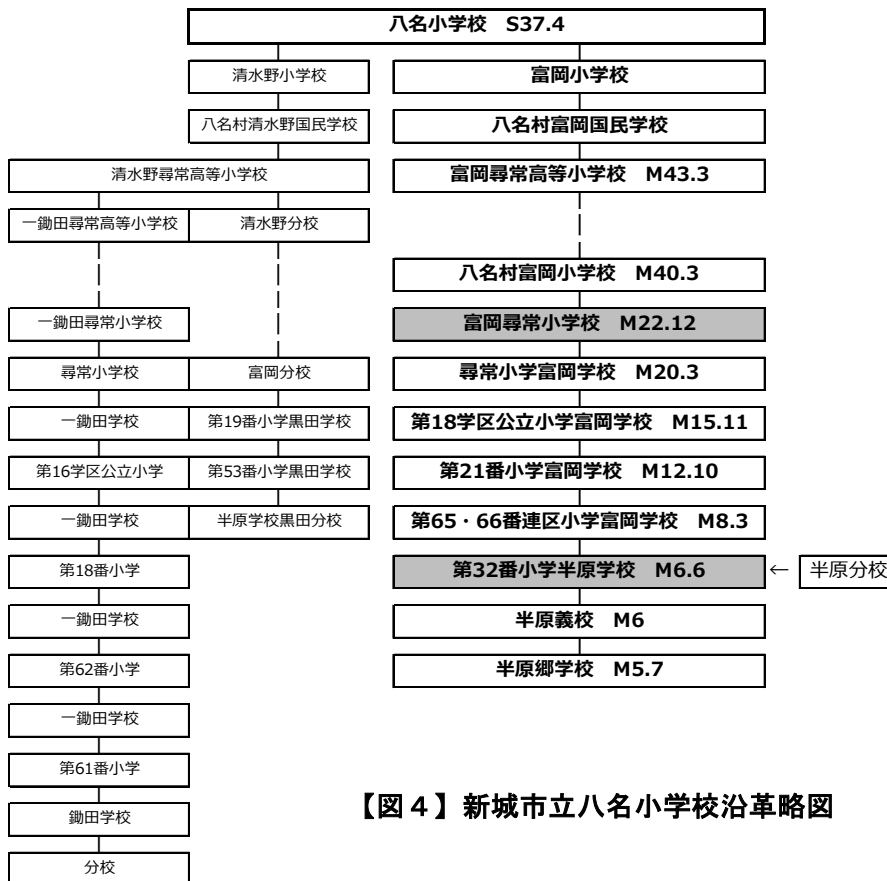 八名小学校 S37.4
清水野小学校 富岡小学校
八名村清水野国民学校 八名村富岡国民学校
清水野尋常高等小学校 富岡尋常高等小学校 M43.3
一鋤田尋常高等小学校 清水野分校
八名村富岡小学校 M40.3
一鋤田尋常小学校 富岡尋常小学校 M22.12
尋常小学校 富岡分校 尋常小学富岡学校 M20.3
一鋤田学校 第19番小学黒田学校 第18学区公立小学富岡学校 M15.11
第16学区公立小学 第53番小学黒田学校 第21番小学富岡学校 M12.10
一鋤田学校 半原学校黒田分校 第65・66番連区小学富岡学校 M8.3
第18番小学 第32番小学半原学校 M6.6 ← 半原分校
一鋤田学校 半原義校 M6
第62番小学 半原郷学校 M5.7
一鋤田学校
第61番小学
鋤田学校
分校
【図４】新城市立八名小学校沿革略図